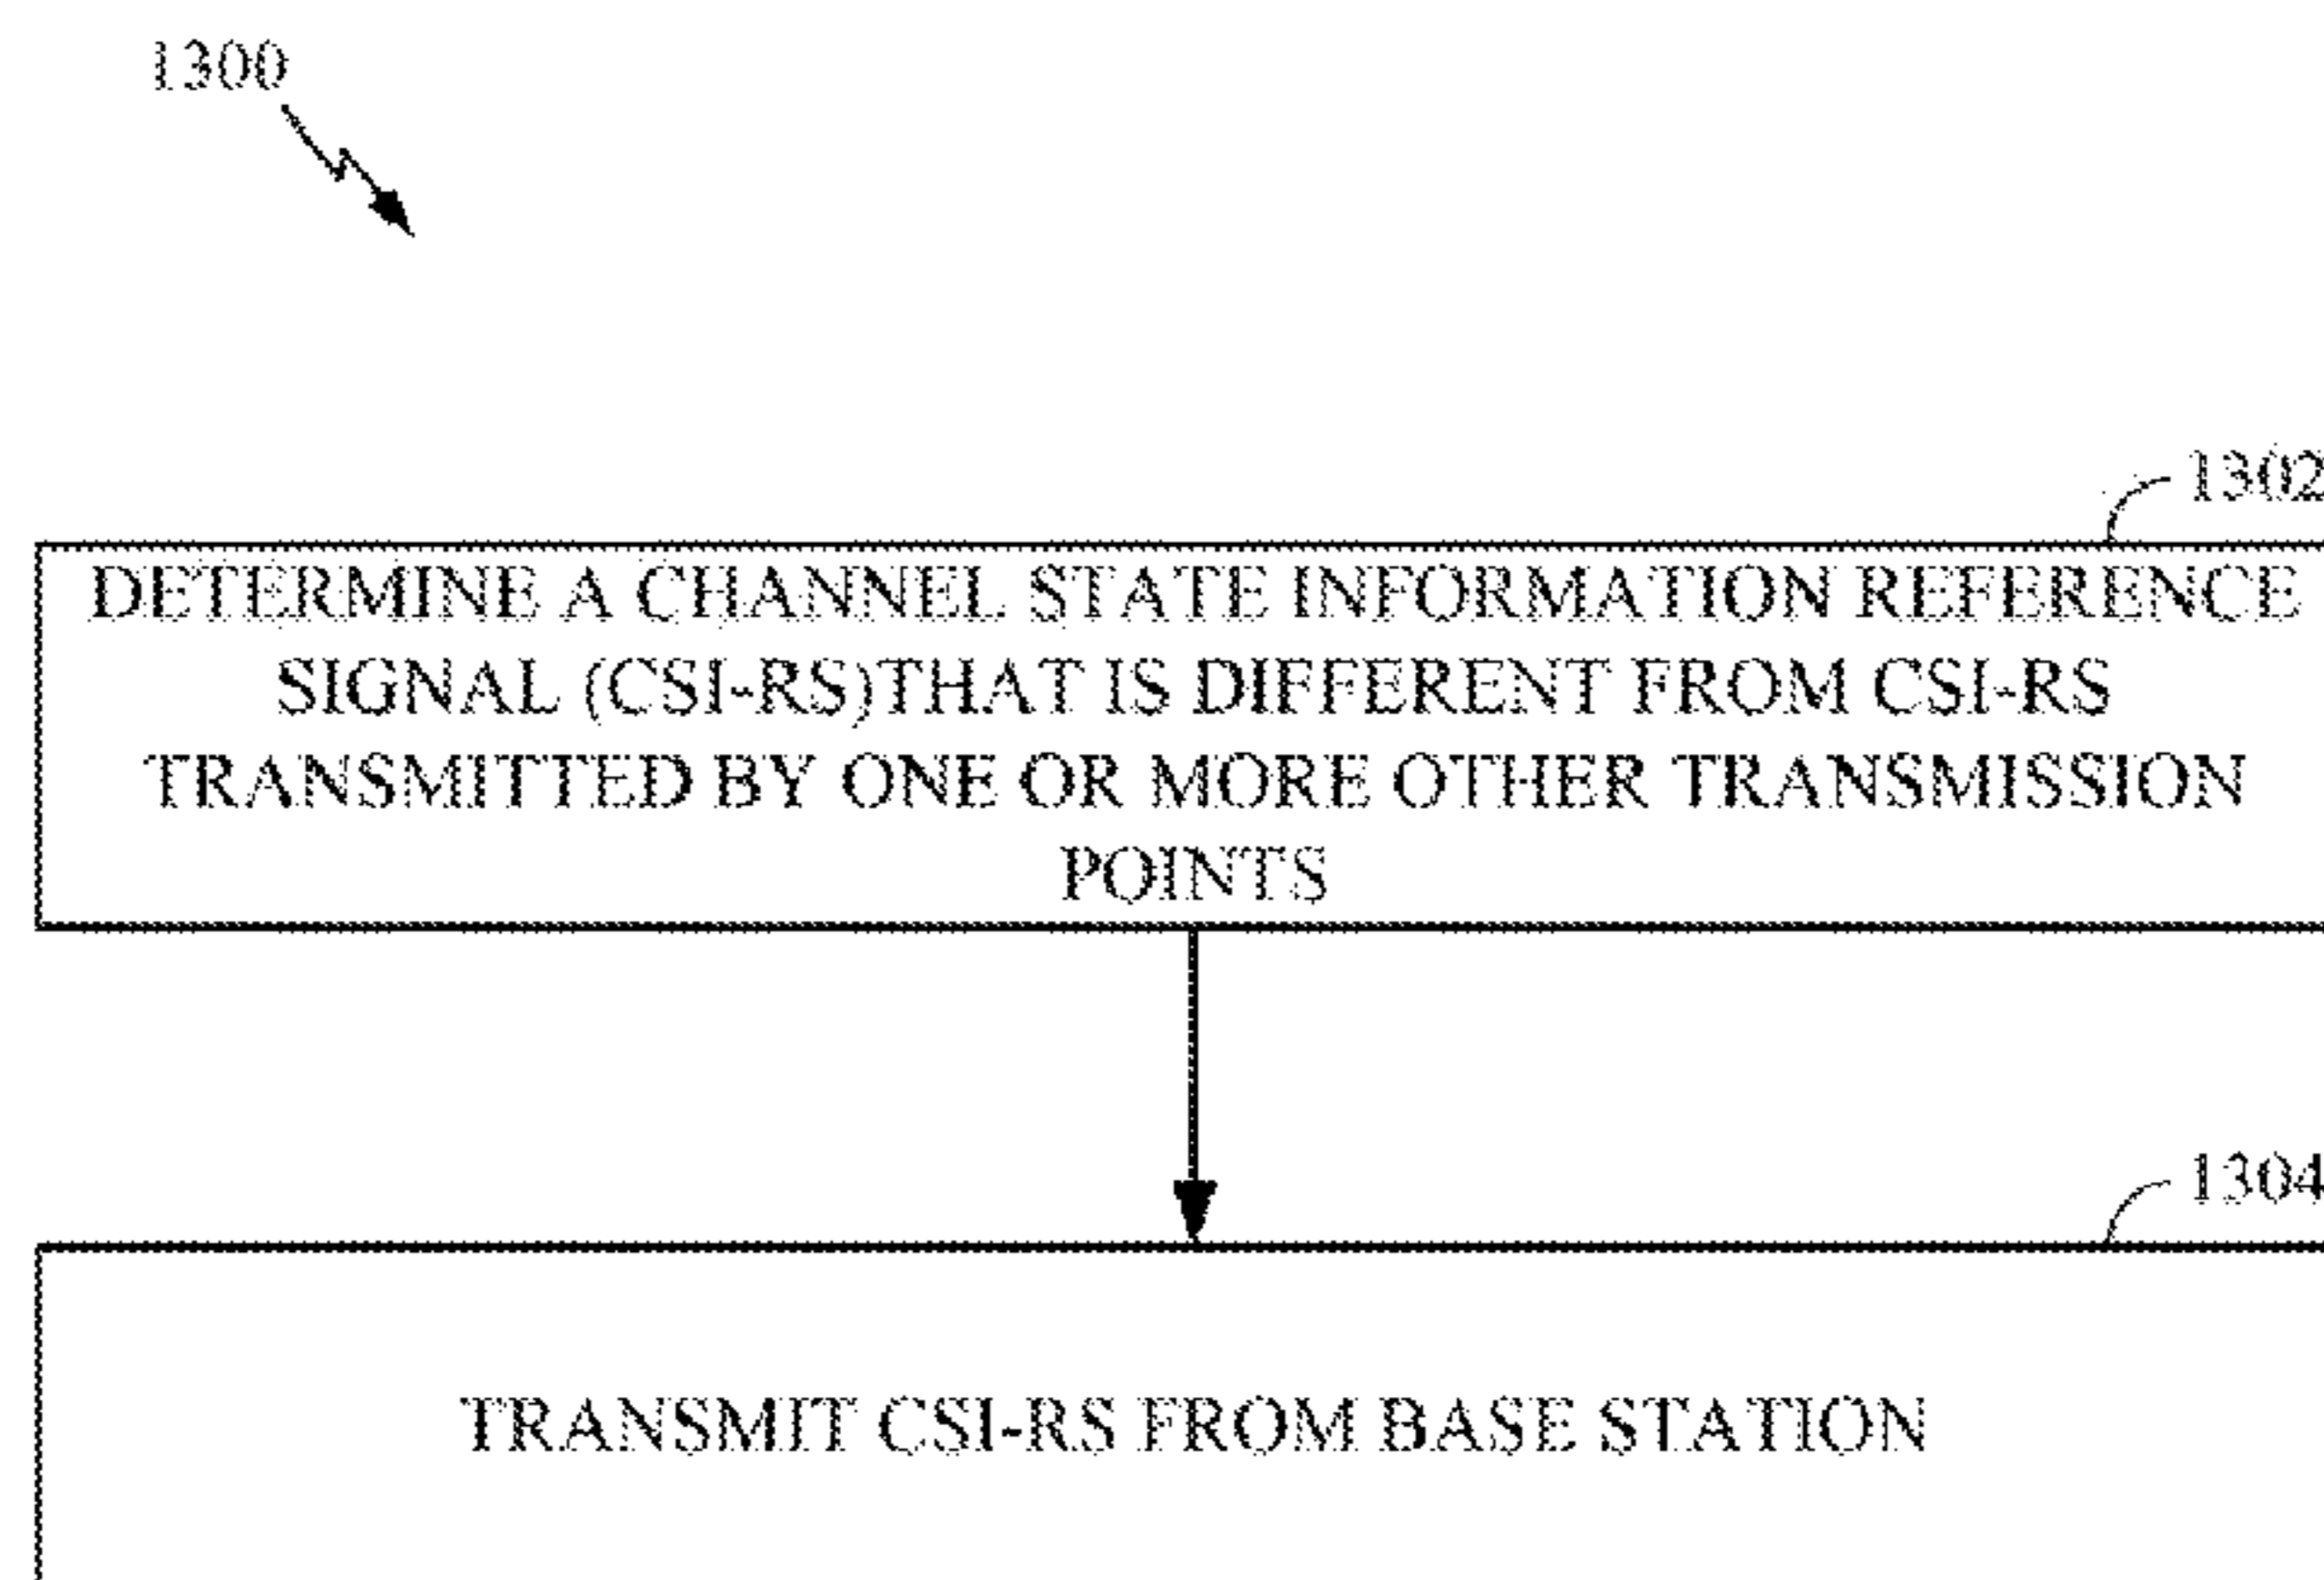 1300
1302
DETERMINE A CHANNEL STATE INFORMATION REFERENCE
SIGNAL (CSI-RS)THAT IS DIFFERENT FROM CSI-RS
TRANSMITTED BY ONE OR MORE OTHER TRANSMISSION
POINTS
1304
TRANSMIT CSI-RS FROM BASE STATION